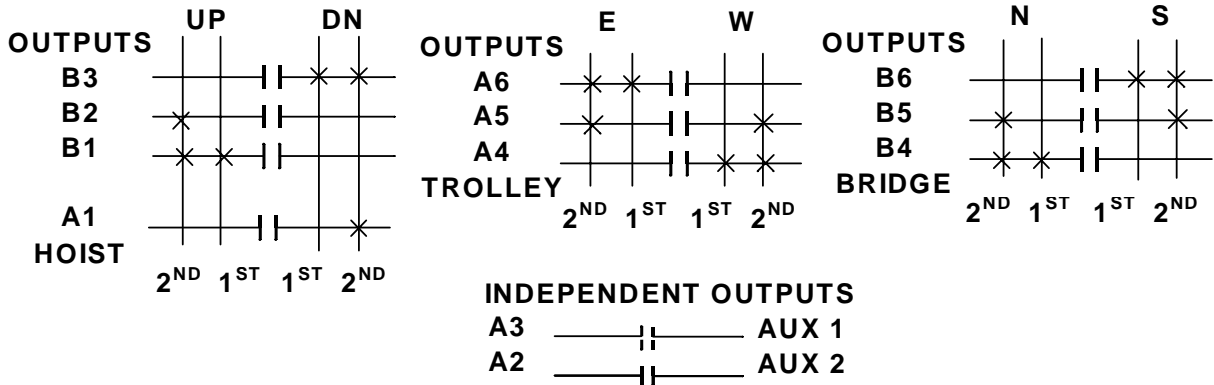 UP DN
OUTPUTS
B3
B2
B1
A1
HOIST
2ND 1ST 1ST 2ND
E W
OUTPUTS
A6
A5
A4
TROLLEY
2ND 1ST 1ST 2ND
N S
OUTPUTS
B6
B5
B4
BRIDGE
2ND 1ST 1ST 2ND
INDEPENDENT OUTPUTS
A3 AUX 1
A2 AUX 2